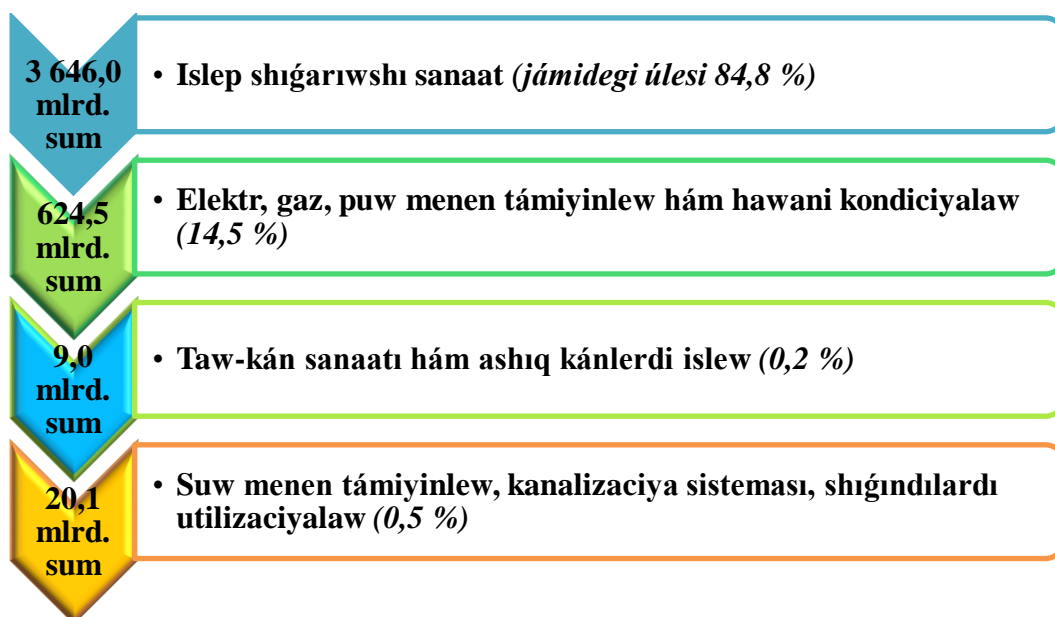 3 646,0
mlrd.
sum
• Islep shıǵarıwshı sanaat (jámidegi úlesi 84,8 %)
624,5
mlrd.
sum
• Elektr, gaz, puw menen támiyinlew hám hawani kondiciyalaw
(14,5 %)
9,0
mlrd.
sum
• Taw-kán sanaatı hám ashıq kánlerdi islew (0,2 %)
20,1
mlrd.
sum
• Suw menen támiyinlew, kanalizaciya sisteması, shıǵındılardı
utilizaciyalaw (0,5 %)